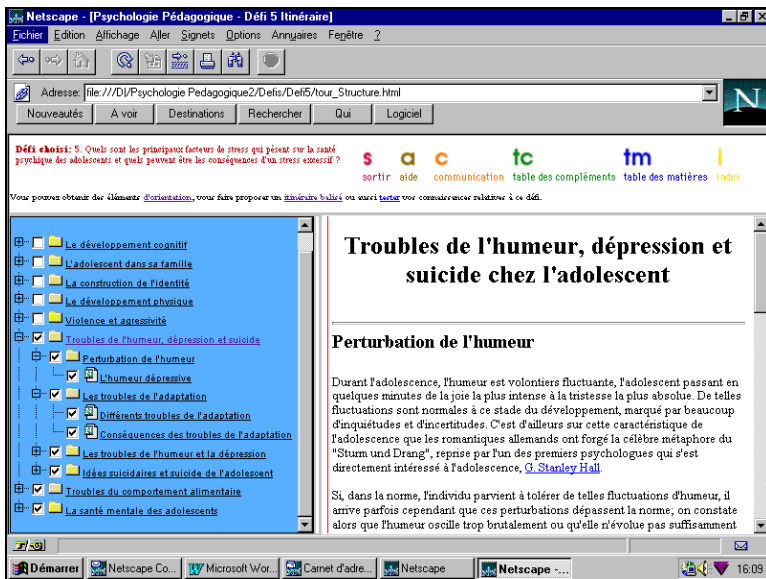 Netscape - [Psychologie Pédagogique - Défi 5 Itinéraire]
Fichier Edition Affichage Aller Signets Options Annuaires Fenêtre ?
Adresse: file:///D|/Psychologie Pedagogique2/Defis/Defi5/tour_Structure.html
N
Nouveautés A voir Destinations Rechercher Qui Logiciel
Défi choisi: 5. Quels sont les principaux facteurs de stress qui pèsent sur la santé
psychique des adolescents et quels peuvent être les conséquences d'un stress excessif ?
s a c tc tm i
sortir aide communication table des compléments table des matières index
Vous pouvez obtenir des éléments d'orientation, vous faire proposer un itinéraire balisé ou aussi tester vos connaissances relatives à ce défi.
Le développement cognitif
L'adolescent dans sa famille
La construction de l'identité
Le développement physique
Violence et agressivité
Troubles de l'humeur, dépression et suicide
Perturbation de l'humeur
L'humeur dépressive
Les troubles de l'adaptation
Différents troubles de l'adaptation
Conséquences des troubles de l'adaptation
Les troubles de l'humeur et la dépression
Idées suicidaires et suicide de l'adolescent
Troubles du comportement alimentaire
La santé mentale des adolescents
Troubles de l'humeur, dépression et
suicide chez l'adolescent
Perturbation de l'humeur
Durant l'adolescence, l'humeur est volontiers fluctuante, l'adolescent passant en
quelques minutes de la joie la plus intense à la tristesse la plus absolue. De telles
fluctuations sont normales à ce stade du développement, marqué par beaucoup
d'inquiétudes et d'incertitudes. C'est d'ailleurs sur cette caractéristique de
l'adolescence que les romantiques allemands ont forgé la célèbre métaphore du
"Sturm und Drang", reprise par l'un des premiers psychologues qui s'est
directement intéressé à l'adolescence, G. Stanley Hall.
Si, dans la norme, l'individu parvient à tolérer de telles fluctuations d'humeur, il
arrive parfois cependant que ces perturbations dépassent la norme; on constate
alors que l'humeur oscille trop brutalement ou qu'elle n'évolue pas suffisamment
Démarrer Netscape Co... Microsoft Wor... Carnet d'adre... Netscape Netscape -... 16:09